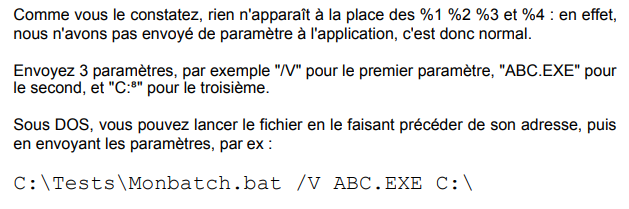 Comme vous le constatez, rien n'apparaît à la place des %1 %2 %3 et %4 : en effet,
nous n'avons pas envoyé de paramètre à l'application, c'est donc normal.
Envoyez 3 paramètres, par exemple "/V" pour le premier paramètre, "ABC.EXE" pour
le second, et "C:⁸" pour le troisième.
Sous DOS, vous pouvez lancer le fichier en le faisant précéder de son adresse, puis
en envoyant les paramètres, par ex :
C:\Tests\Monbatch.bat /V ABC.EXE C:\